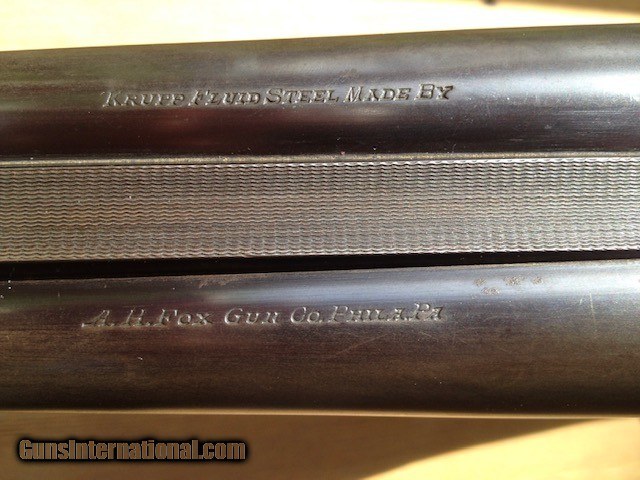 Krupp Fluid Steel Made By
A.H.Fox Gun Co. Phila. Pa
GunsInternational.com